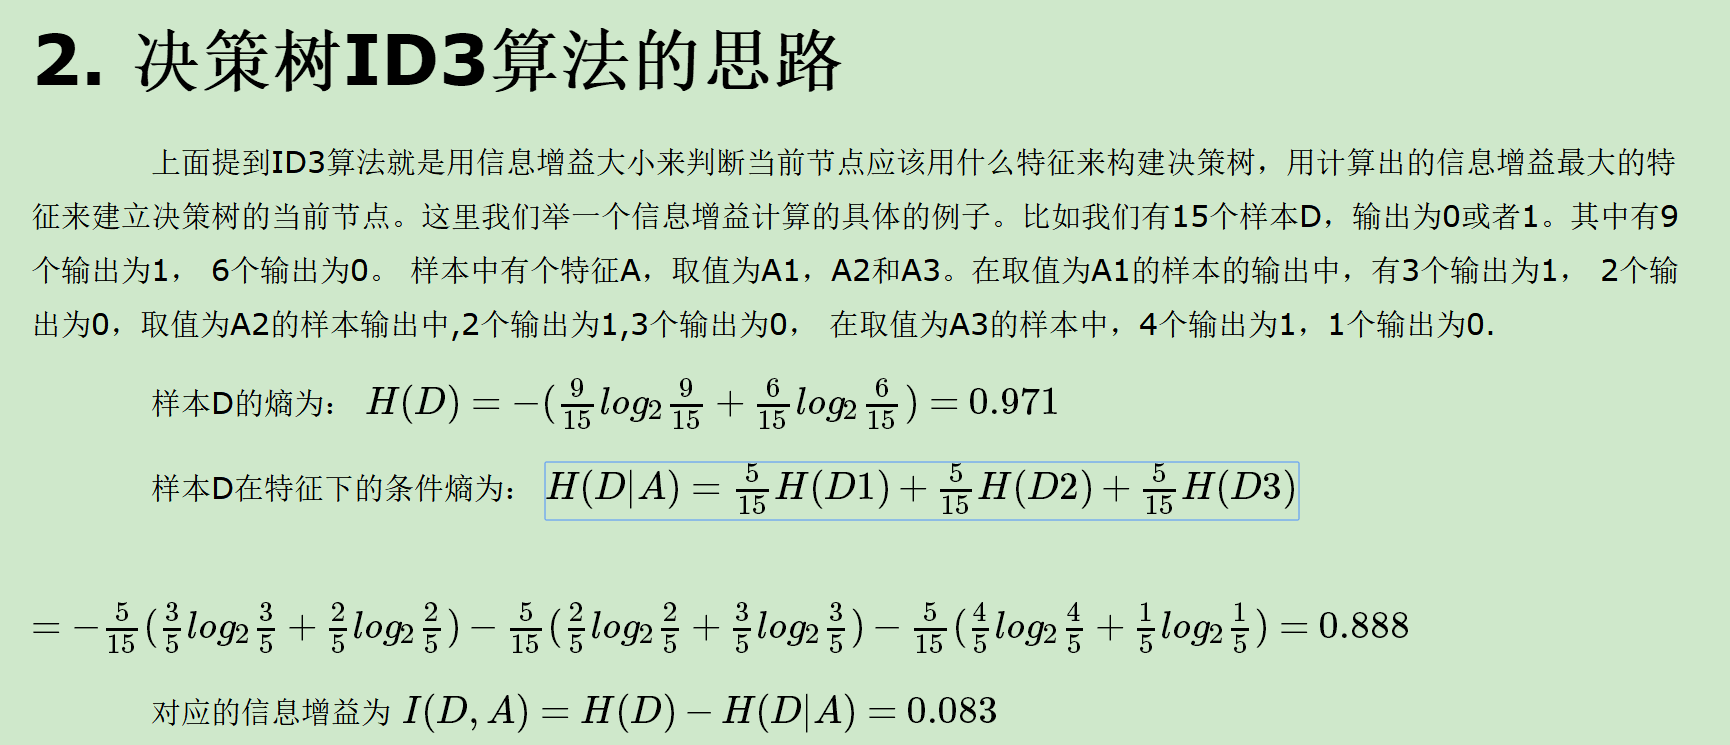 2. 决策树ID3算法的思路
上面提到ID3算法就是用信息增益大小来判断当前节点应该用什么特征来构建决策树，用计算出的信息增益最大的特
征来建立决策树的当前节点。这里我们举一个信息增益计算的具体的例子。比如我们有15个样本D，输出为0或者1。其中有9
个输出为1， 6个输出为0。 样本中有个特征A，取值为A1，A2和A3。在取值为A1的样本的输出中，有3个输出为1， 2个输
出为0，取值为A2的样本输出中,2个输出为1,3个输出为0， 在取值为A3的样本中，4个输出为1，1个输出为0.
样本D的熵为： H(D) = −(\frac{9}{15}log_2\frac{9}{15} + \frac{6}{15}log_2\frac{6}{15}) = 0.971
样本D在特征下的条件熵为： H(D|A) = \frac{5}{15}H(D1) + \frac{5}{15}H(D2) + \frac{5}{15}H(D3)
= −\frac{5}{15}(\frac{3}{5}log_2\frac{3}{5} + \frac{2}{5}log_2\frac{2}{5}) − \frac{5}{15}(\frac{2}{5}log_2\frac{2}{5} + \frac{3}{5}log_2\frac{3}{5}) − \frac{5}{15}(\frac{4}{5}log_2\frac{4}{5} + \frac{1}{5}log_2\frac{1}{5}) = 0.888
对应的信息增益为 I(D, A) = H(D) − H(D|A) = 0.083